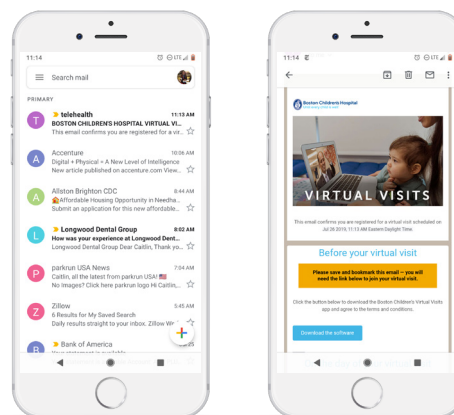 11:14
LTE
Search mail
PRIMARY
T
telehealth
11:13 AM
BOSTON CHILDREN'S HOSPITAL VIRTUAL VI...
This email confirms you are registered for a vir...
A
Accenture
10:06 AM
Digital + Physical = A New Level of Intelligence
New article published on accenture.com View...
A
Allston Brighton CDC
8:44 AM
Affordable Housing Opportunity in Needha...
Submit an application for this new affordable...
L
Longwood Dental Group
8:02 AM
How was your experience at Longwood Dent...
Longwood Dental Group Dear Caitlin, Thank yo...
P
parkrun USA News
7:04 AM
Caitlin, all the latest from parkrun USA!
No Images? Click here parkrun logo Hi Caitlin,...
Z
Zillow
5:45 AM
6 Results for My Saved Search
Daily results straight to your inbox. Zillow
B
Bank of America
11:14
LTE
Boston Children's Hospital
VIRTUAL VISITS
This email confirms you are registered for a virtual visit scheduled on
Jul 26 2019, 11:13 AM Eastern Daylight Time.
Before your virtual visit
Please save and bookmark this email — you will
need the link below to join your virtual visit.
Click the button below to download the Boston Children's Virtual Visits
app and agree to the terms and conditions.
Download the software